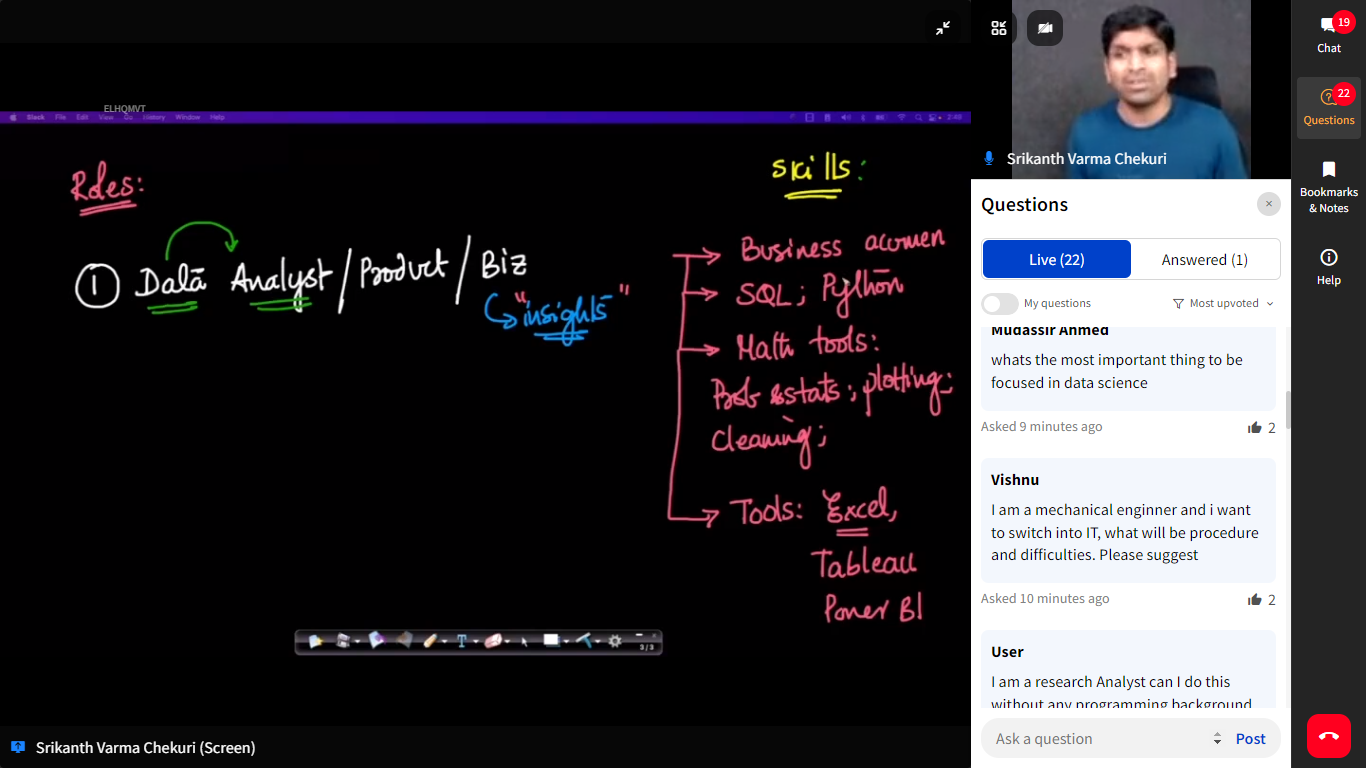 ELHQMVT
Slack File Edit View Go History Window Help
2:40
Roles:
① Data Analyst / Product / Biz
"insights"
Skills:
Business acumen
SQL; Python
Math tools:
Prob & stats; plotting;
Cleaning;
Tools: Excel,
Tableau
Power BI
3/3
Srikanth Varma Chekuri (Screen)
Srikanth Varma Chekuri
Questions
Live (22)
Answered (1)
My questions
Most upvoted
Mudassir Ahmed
whats the most important thing to be
focused in data science
Asked 9 minutes ago
2
Vishnu
I am a mechanical enginner and i want
to switch into IT, what will be procedure
and difficulties. Please suggest
Asked 10 minutes ago
2
User
I am a research Analyst can I do this
without any programming background
Ask a question
Post
19
Chat
22
Questions
Bookmarks
& Notes
Help